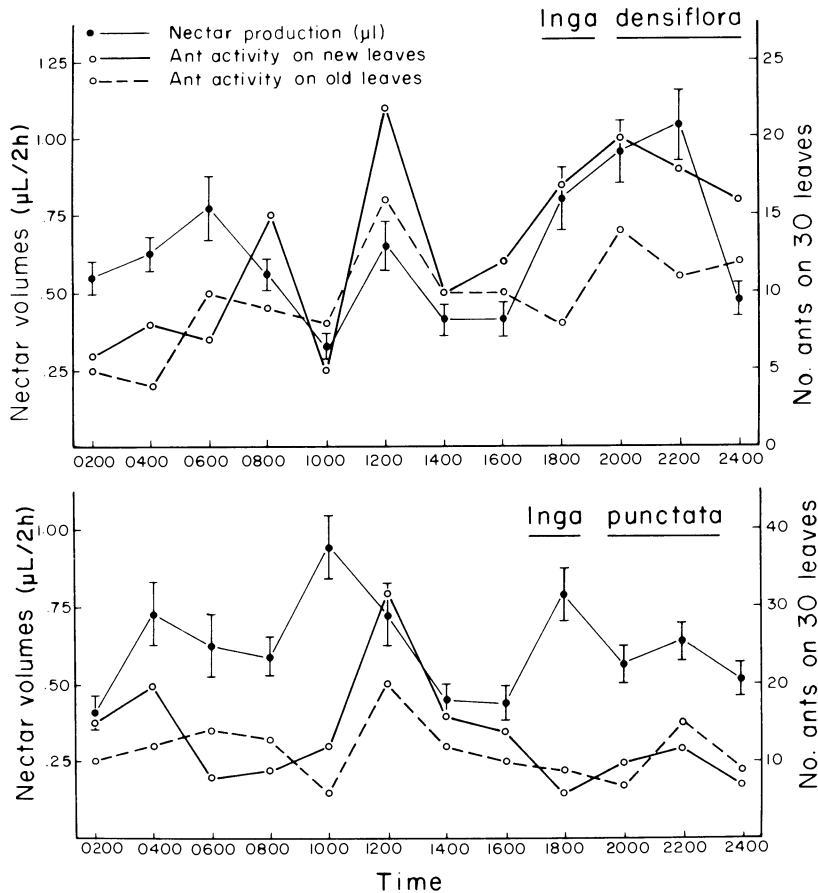 Inga densiflora
Nectar production (µl)
Ant activity on new leaves
Ant activity on old leaves
Nectar volumes (µL/2h)
1.25
1.00
.75
.50
.25
No. ants on 30 leaves
25
20
15
10
5
0
0200 0400 0600 0800 1000 1200 1400 1600 1800 2000 2200 2400
Inga punctata
Nectar volumes (µL/2h)
1.00
0.75
0.50
0.25
No. ants on 30 leaves
40
30
20
10
0200 0400 0600 0800 1000 1200 1400 1600 1800 2000 2200 2400
Time